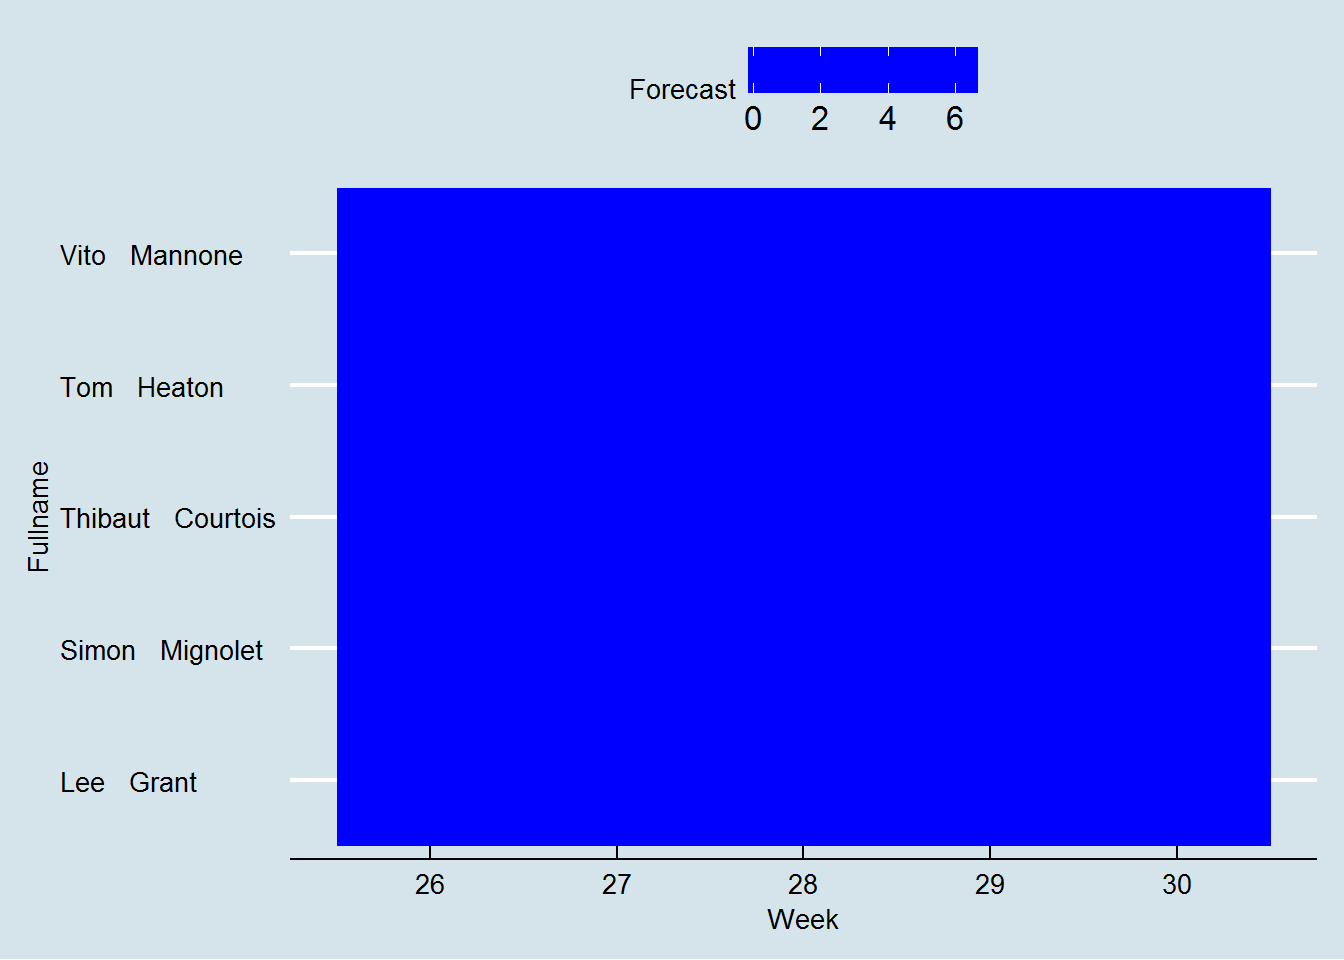 Forecast
0 2 4 6
Vito Mannone
Tom Heaton
Fullname
Thibaut Courtois
Simon Mignolet
Lee Grant
26 27 28 29 30
Week